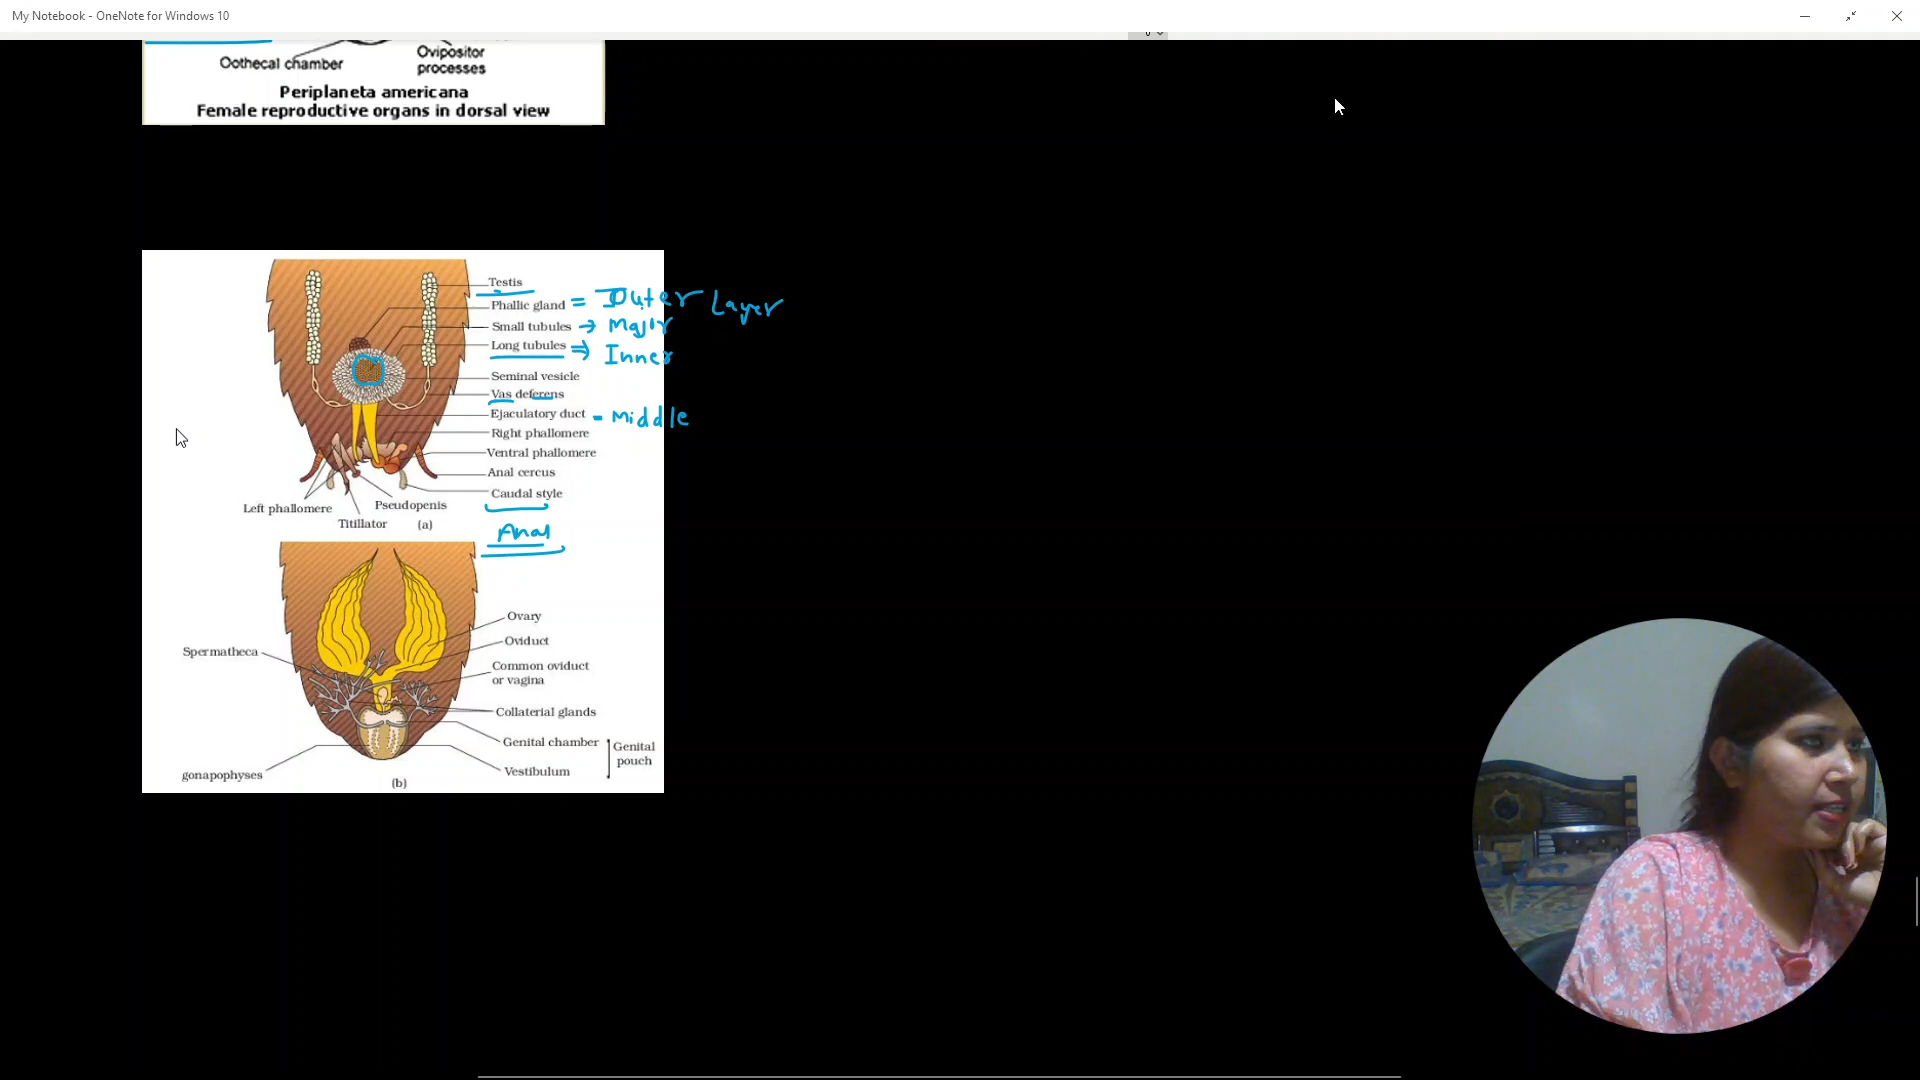 My Notebook - OneNote for Windows 10
Oothecal chamber
Ovipositor
processes
Periplaneta americana
Female reproductive organs in dorsal view
Testis
Phallic gland = Outer Layer
Small tubules → Major
Long tubules ⇒ Inner
Seminal vesicle
Vas deferens
Ejaculatory duct - Middle
Right phallomere
Ventral phallomere
Anal cercus
Caudal style
Left phallomere
Pseudopenis
Titillator
(a)
Anal
Ovary
Spermatheca
Oviduct
Common oviduct
or vagina
Collaterial glands
Genital chamber
Genital
pouch
gonapophyses
Vestibulum
(b)